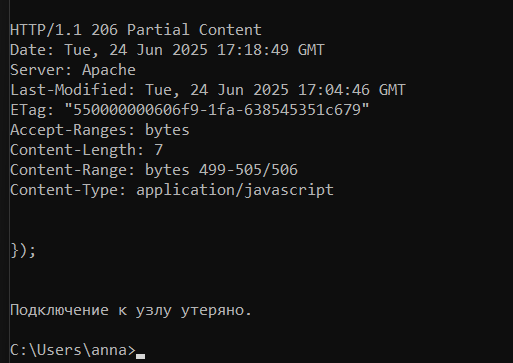 HTTP/1.1 206 Partial Content
Date: Tue, 24 Jun 2025 17:18:49 GMT
Server: Apache
Last-Modified: Tue, 24 Jun 2025 17:04:46 GMT
ETag: "550000000606f9-1fa-638545351c679"
Accept-Ranges: bytes
Content-Length: 7
Content-Range: bytes 499-505/506
Content-Type: application/javascript
});
Подключение к узлу утеряно.
C:\Users\anna>